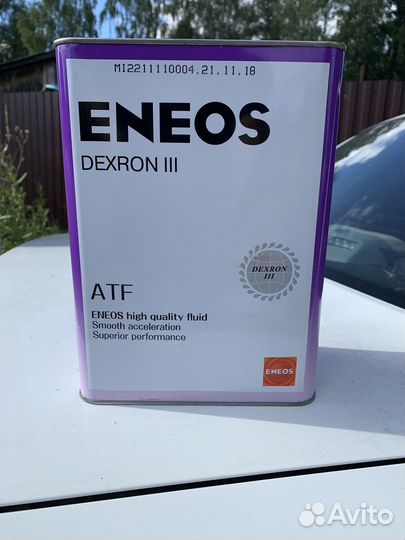 MI2211110004.21.11.18
ENEOS
DEXRON III
DEXRON
III
ATF
ENEOS high quality fluid
Smooth acceleration
Superior performance
ENEOS
Avito